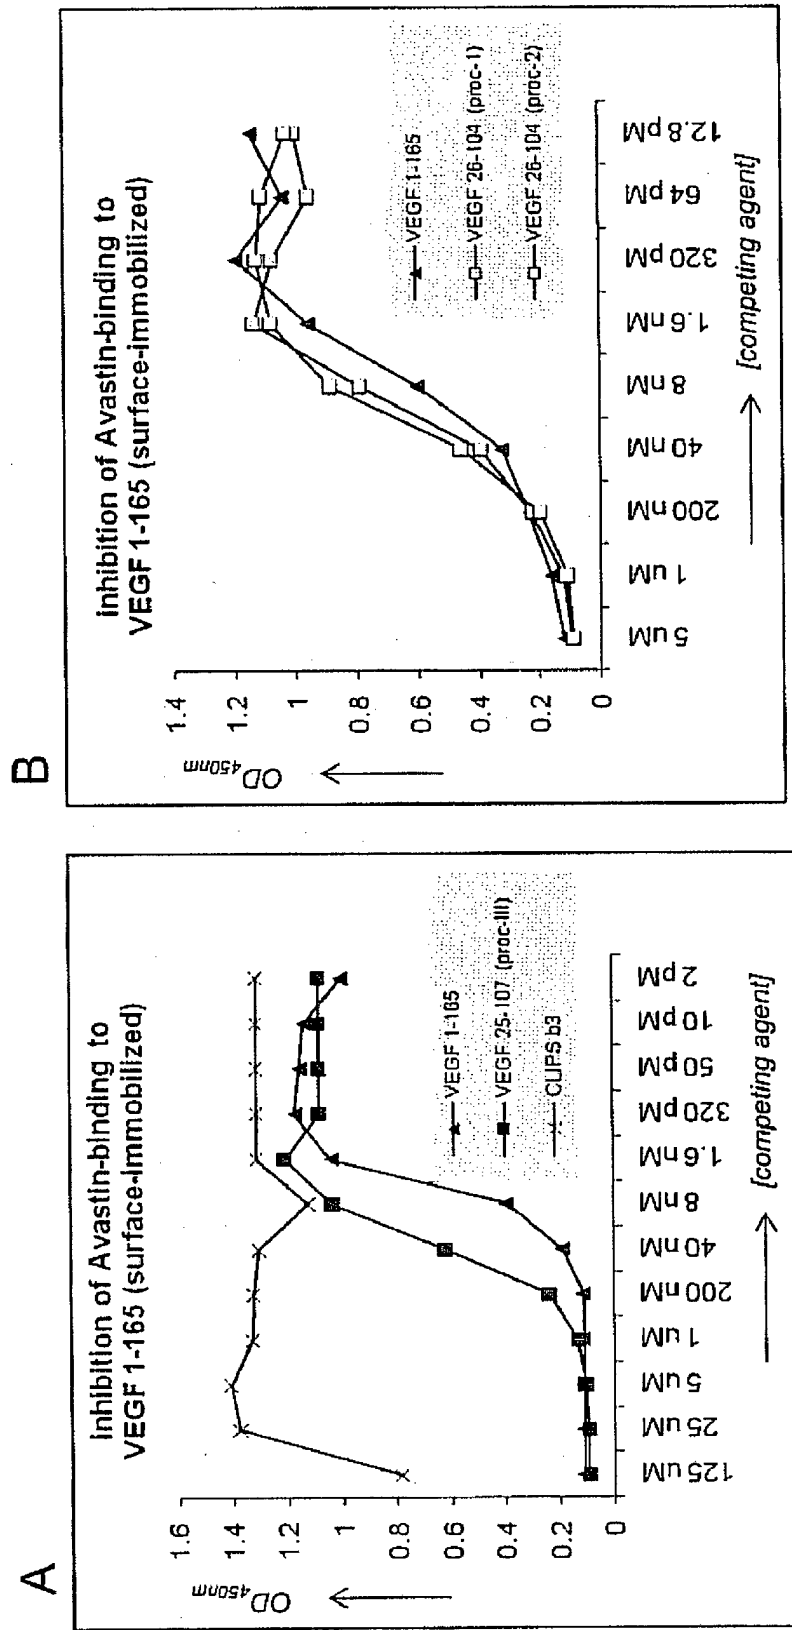 A
Inhibition of Avastin-binding to
VEGF 1-165 (surface-immobilized)
OD450nm
1.6
1.4
1.2
1
0.8
0.6
0.4
0.2
0
125 uM
25 uM
5 uM
1 uM
200 nM
40 nM
8 nM
1.6 nM
320 pM
50 pM
10 pM
2 pM
[competing agent]
VEGF 1-165
VEGF 25-107 (proc-III)
CLIPS b3
B
inhibition of Avastin-binding to
VEGF 1-165 (surface-immobilized)
OD450nm
1.4
1.2
1
0.8
0.6
0.4
0.2
0
5 uM
1 uM
200 nM
40 nM
8 nM
1.6 nM
320 pM
64 pM
12.8 pM
[competing agent]
VEGF 1-165
VEGF 26-104 (proc-1)
VEGF 26-104 (proc-2)